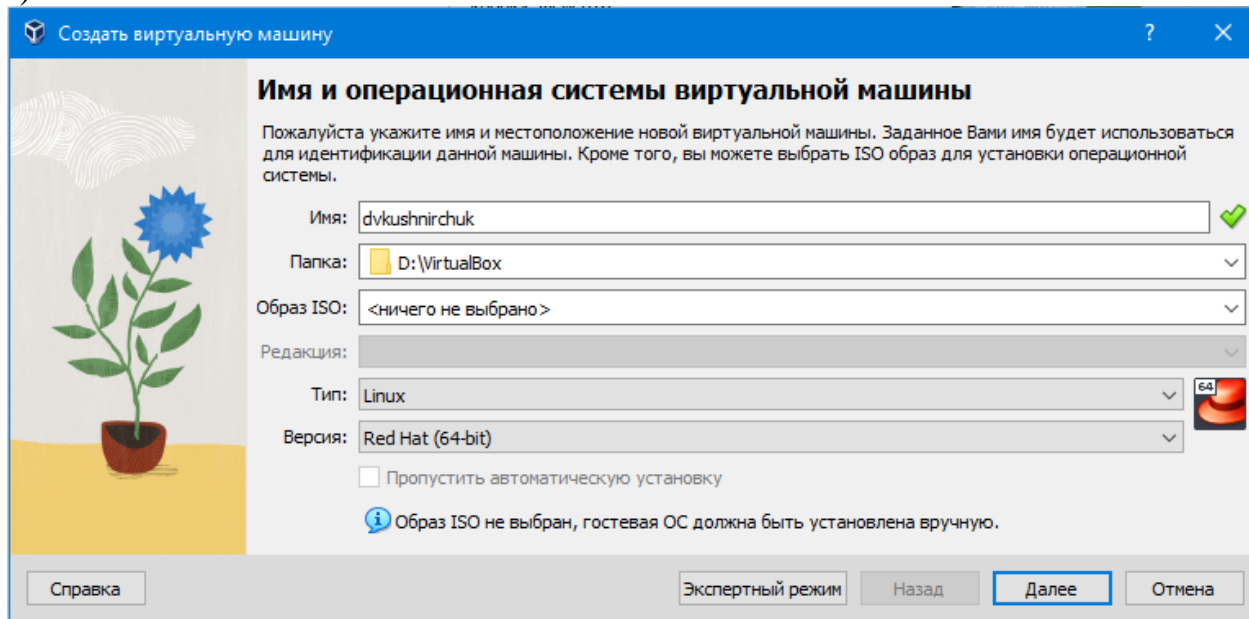 Создать виртуальную машину
?
Имя и операционная системы виртуальной машины
Пожалуйста укажите имя и местоположение новой виртуальной машины. Заданное Вами имя будет использоваться
для идентификации данной машины. Кроме того, вы можете выбрать ISO образ для установки операционной
системы.
Имя: dvkushnirchuk
Папка: D:\VirtualBox
Образ ISO: <ничего не выбрано>
Редакция:
Тип: Linux
64
Версия: Red Hat (64-bit)
Пропустить автоматическую установку
Образ ISO не выбран, гостевая ОС должна быть установлена вручную.
Справка Экспертный режим Назад Далее Отмена